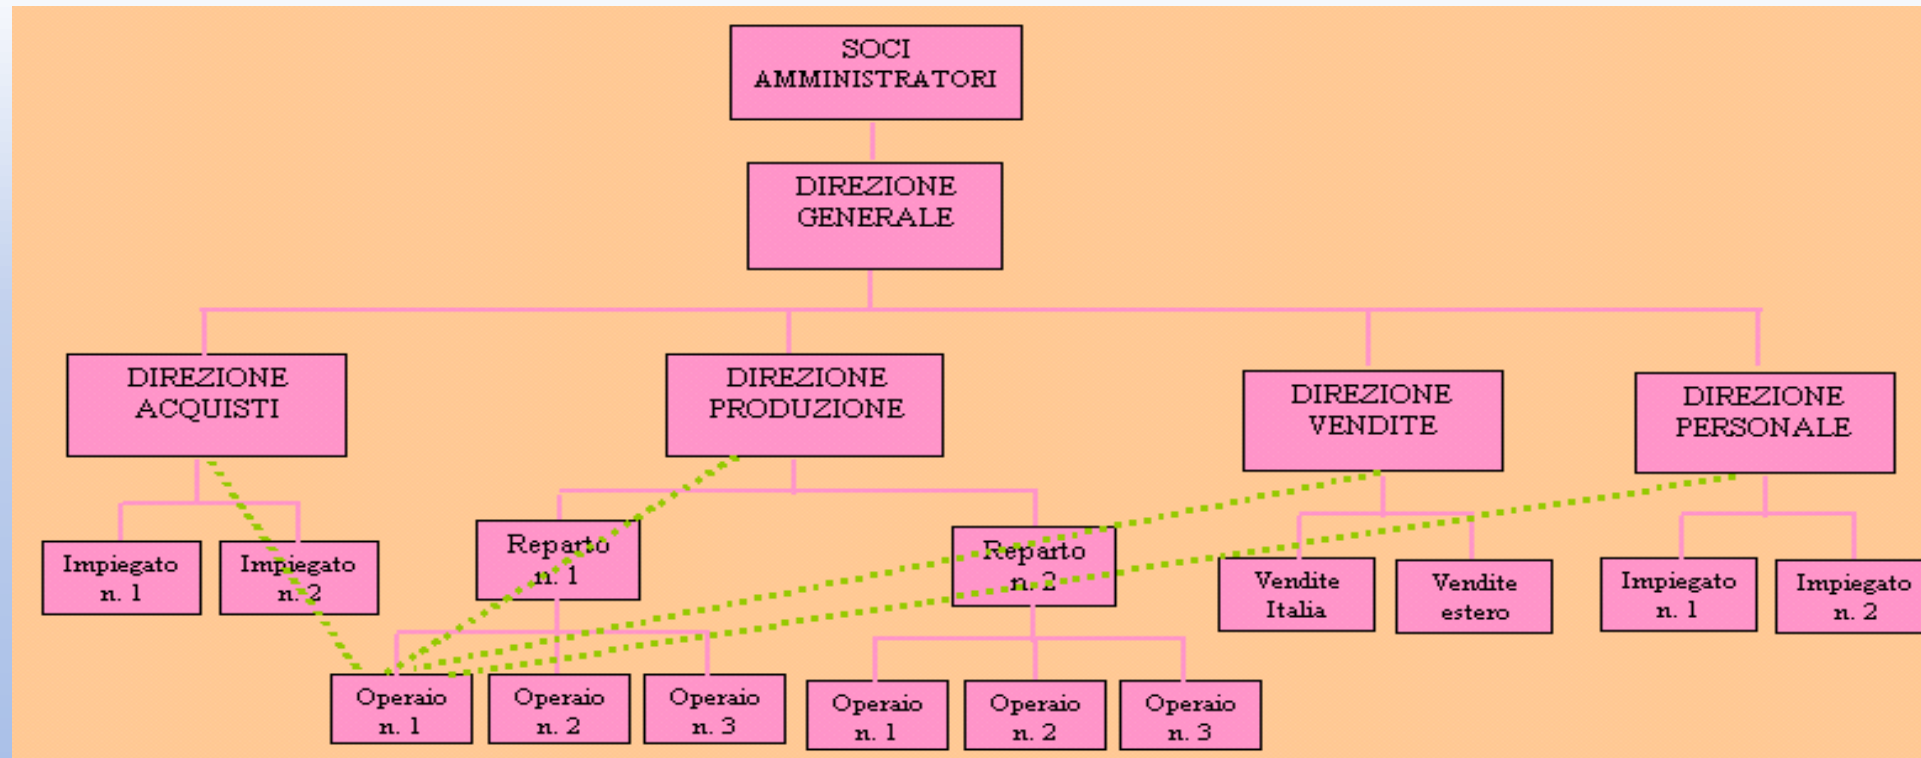 SOCI
AMMINISTRATORI
DIREZIONE
GENERALE
DIREZIONE
ACQUISTI
DIREZIONE
PRODUZIONE
DIREZIONE
VENDITE
DIREZIONE
PERSONALE
Impiegato
n. 1
Impiegato
n. 2
Reparto
n. 1
Reparto
n. 2
Vendite
Italia
Vendite
estero
Impiegato
n. 1
Impiegato
n. 2
Operaio
n. 1
Operaio
n. 2
Operaio
n. 3
Operaio
n. 1
Operaio
n. 2
Operaio
n. 3